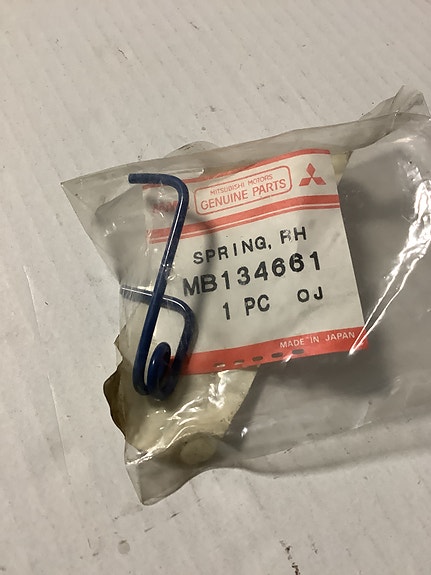 MITSUBISHI MOTORS
GENUINE PARTS
SPRING, RH
MB134661
1 PC OJ
MADE IN JAPAN